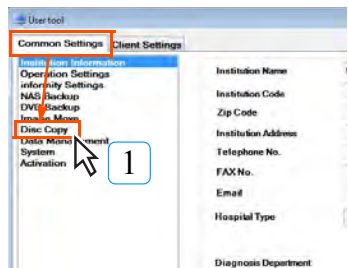 User tool
Common Settings Client Settings
Institution Information
Operation Settings
informity Settings
NAS Backup
DVD Backup
Image Move
Disc Copy
Data Management
System
Activation
1
Institution Name
Institution Code
Zip Code
Institution Address
Telephone No.
FAX No.
Email
Hospital Type
Diagnosis Department